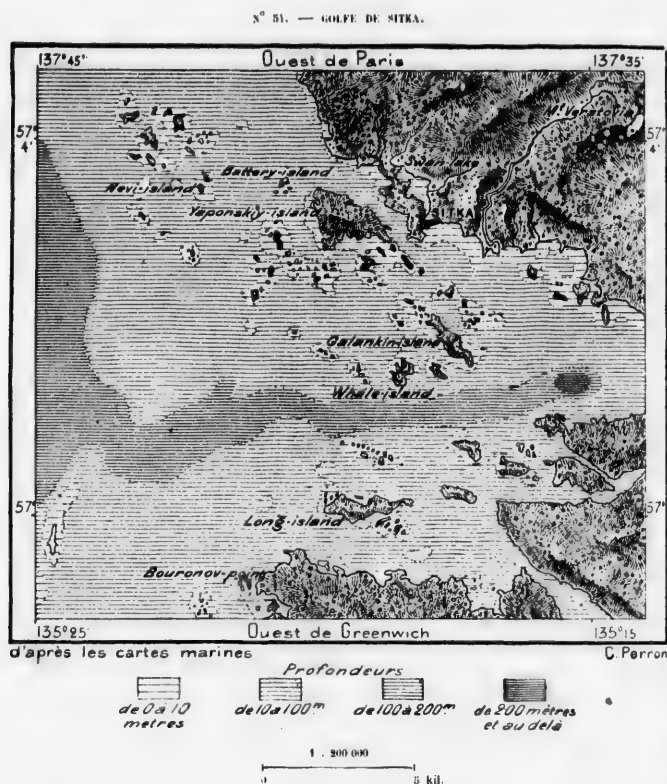 N° 51. — GOLFE DE SITKA.
137°45' Ouest de Paris 137°35'
57°
4'
57°
4'
Swan lake
Battery-island
Nevi-island
Yaponskiy-island
SITKA
Galankin-island
Whale-island
57°
57°
Long-island
Bouronov-point
135°25' Ouest de Greenwich 135°15'
d'après les cartes marines C. Perron
Profondeurs
de 0 à 10 mètres
de 10 à 100m
de 100 à 200m
de 200 mètres et au delà
1 : 200 000
0 5 kil.